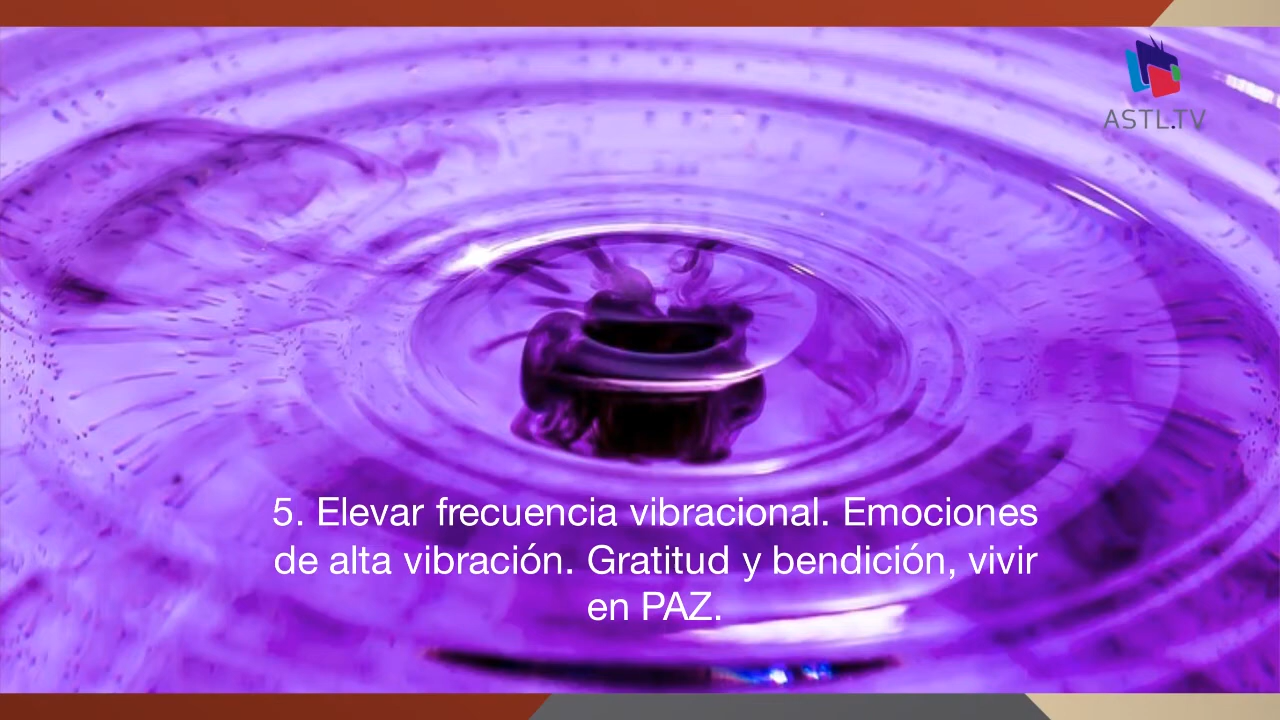 ASTL.TV
5. Elevar frecuencia vibracional. Emociones
de alta vibración. Gratitud y bendición, vivir
en PAZ.